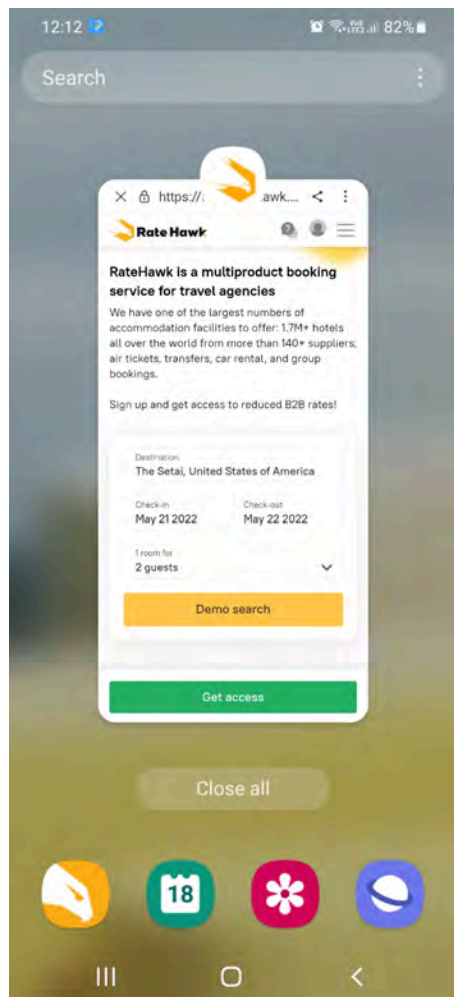 12:12
82%
Search
https://
awk....
Rate Hawk
RateHawk is a multiproduct booking
service for travel agencies
We have one of the largest numbers of
accommodation facilities to offer: 1.7M+ hotels
all over the world from more than 140+ suppliers,
air tickets, transfers, car rental, and group
bookings.
Sign up and get access to reduced B2B rates!
Destination
The Setai, United States of America
Check-in
Check-out
May 21 2022
May 22 2022
1 room for
2 guests
Demo search
Get access
Close all
18